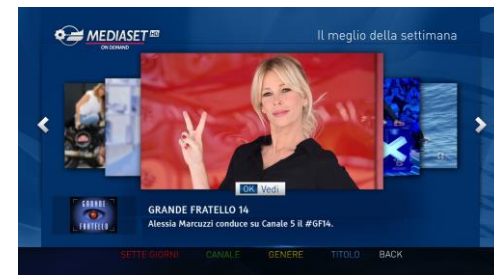 MEDIASET HD
ON DEMAND
Il meglio della settimana
OK Vedi
GRANDE
FRATELLO
GRANDE FRATELLO 14
Alessia Marcuzzi conduce su Canale 5 il #GF14.
SETTE GIORNI CANALE GENERE TITOLO BACK